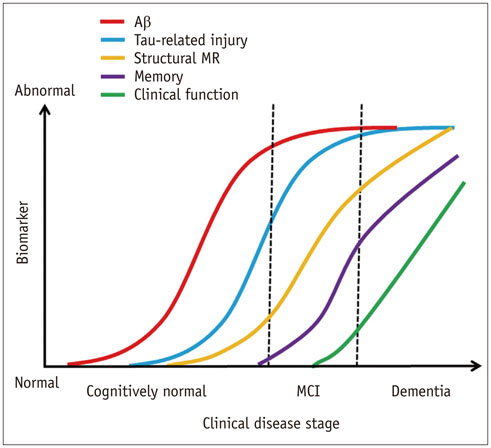 Aβ
Tau-related injury
Structural MR
Memory
Clinical function
Abnormal
Biomarker
Normal
Cognitively normal
MCI
Dementia
Clinical disease stage